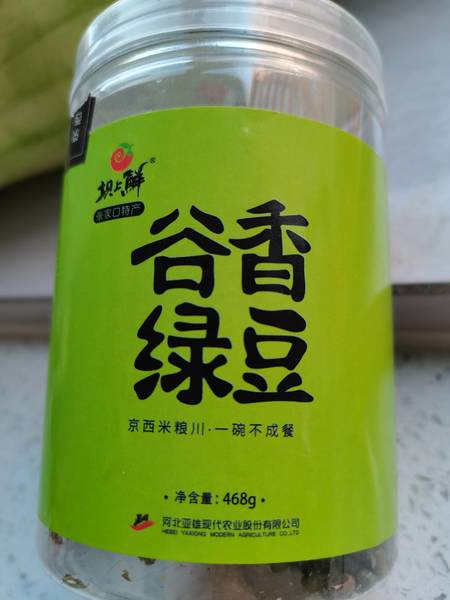 坝上鲜®
张家口特产
谷香
绿豆
京西米粮川·一碗不成餐
·净含量:468g·
河北亚雄现代农业股份有限公司
HEBEI YAXIONG MODERN AGRICULTURE CO.,LTD